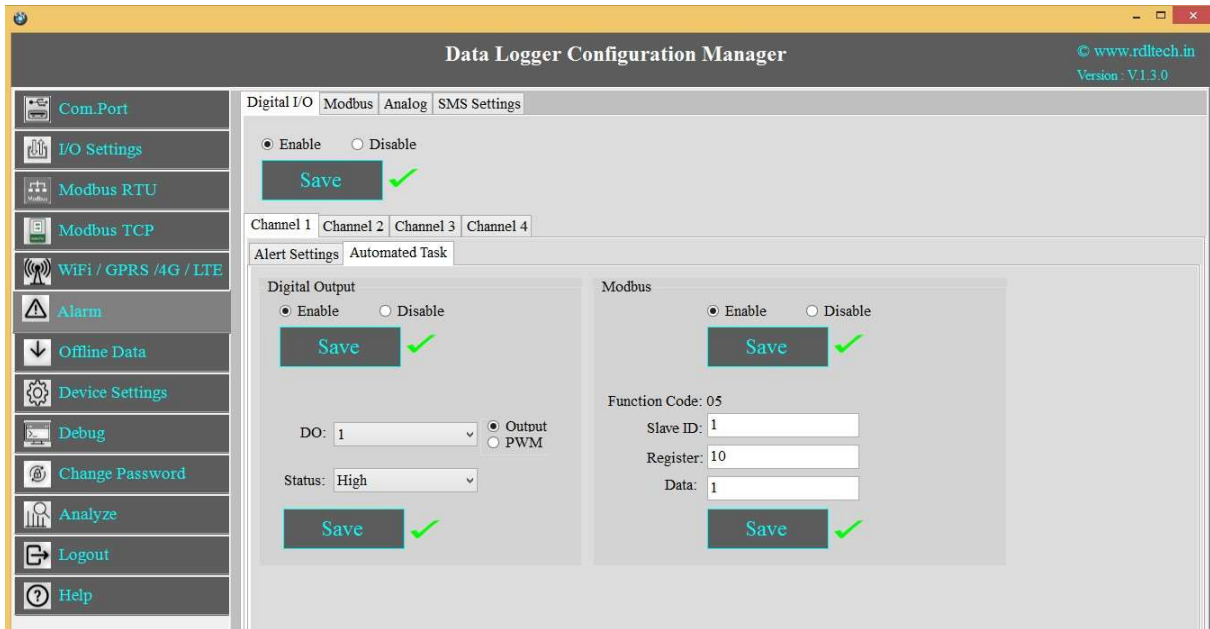 Data Logger Configuration Manager
© www.rdltech.in
Version : V.1.3.0
Com.Port
I/O Settings
Modbus RTU
Modbus TCP
WiFi / GPRS /4G / LTE
Alarm
Offline Data
Device Settings
Debug
Change Password
Analyze
Logout
Help
Digital I/O Modbus Analog SMS Settings
Enable Disable
Save
Channel 1 Channel 2 Channel 3 Channel 4
Alert Settings Automated Task
Digital Output
Enable Disable
Save
DO: 1
Output
PWM
Status: High
Save
Modbus
Enable Disable
Save
Function Code: 05
Slave ID: 1
Register: 10
Data: 1
Save